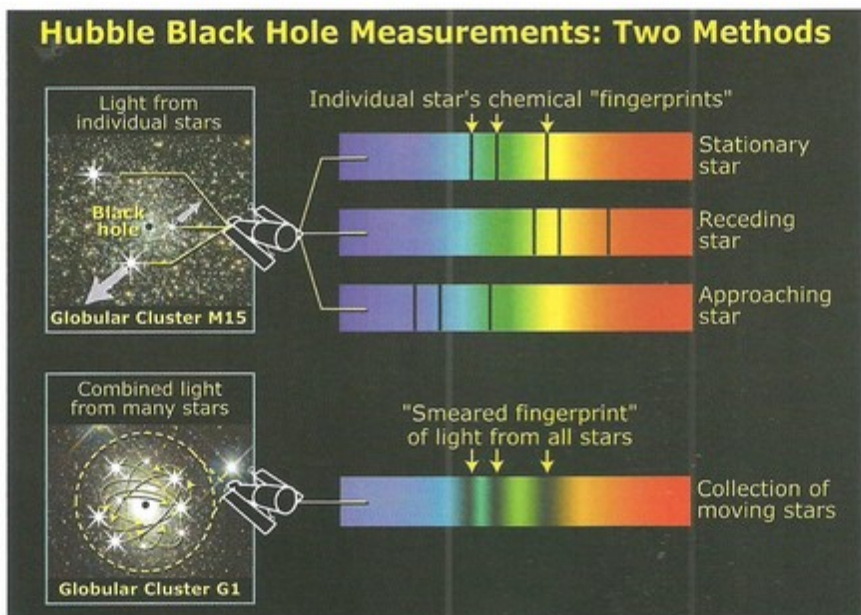 Hubble Black Hole Measurements: Two Methods
Light from
individual stars
Black
hole
Globular Cluster M15
Individual star's chemical "fingerprints"
Stationary
star
Receding
star
Approaching
star
Combined light
from many stars
Globular Cluster G1
"Smeared fingerprint"
of light from all stars
Collection of
moving stars